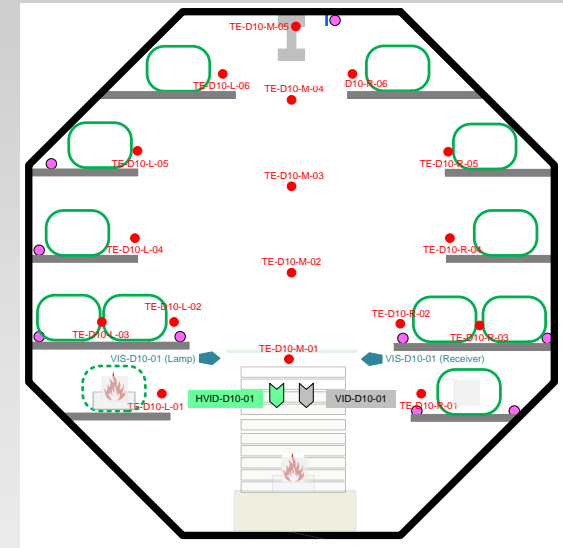 TE-D10-M-05
TE-D10-L-06
TE-D10-M-04
D10-R-06
TE-D10-L-05
TE-D10-R-05
TE-D10-M-03
TE-D10-L-04
TE-D10-R-04
TE-D10-M-02
TE-D10-L-02
TE-D10-R-02
TE-D10-L-03
TE-D10-R-03
TE-D10-M-01
VIS-D10-01 (Lamp)
VIS-D10-01 (Receiver)
HVID-D10-01
VID-D10-01
TE-D10-L-01
TE-D10-R-01